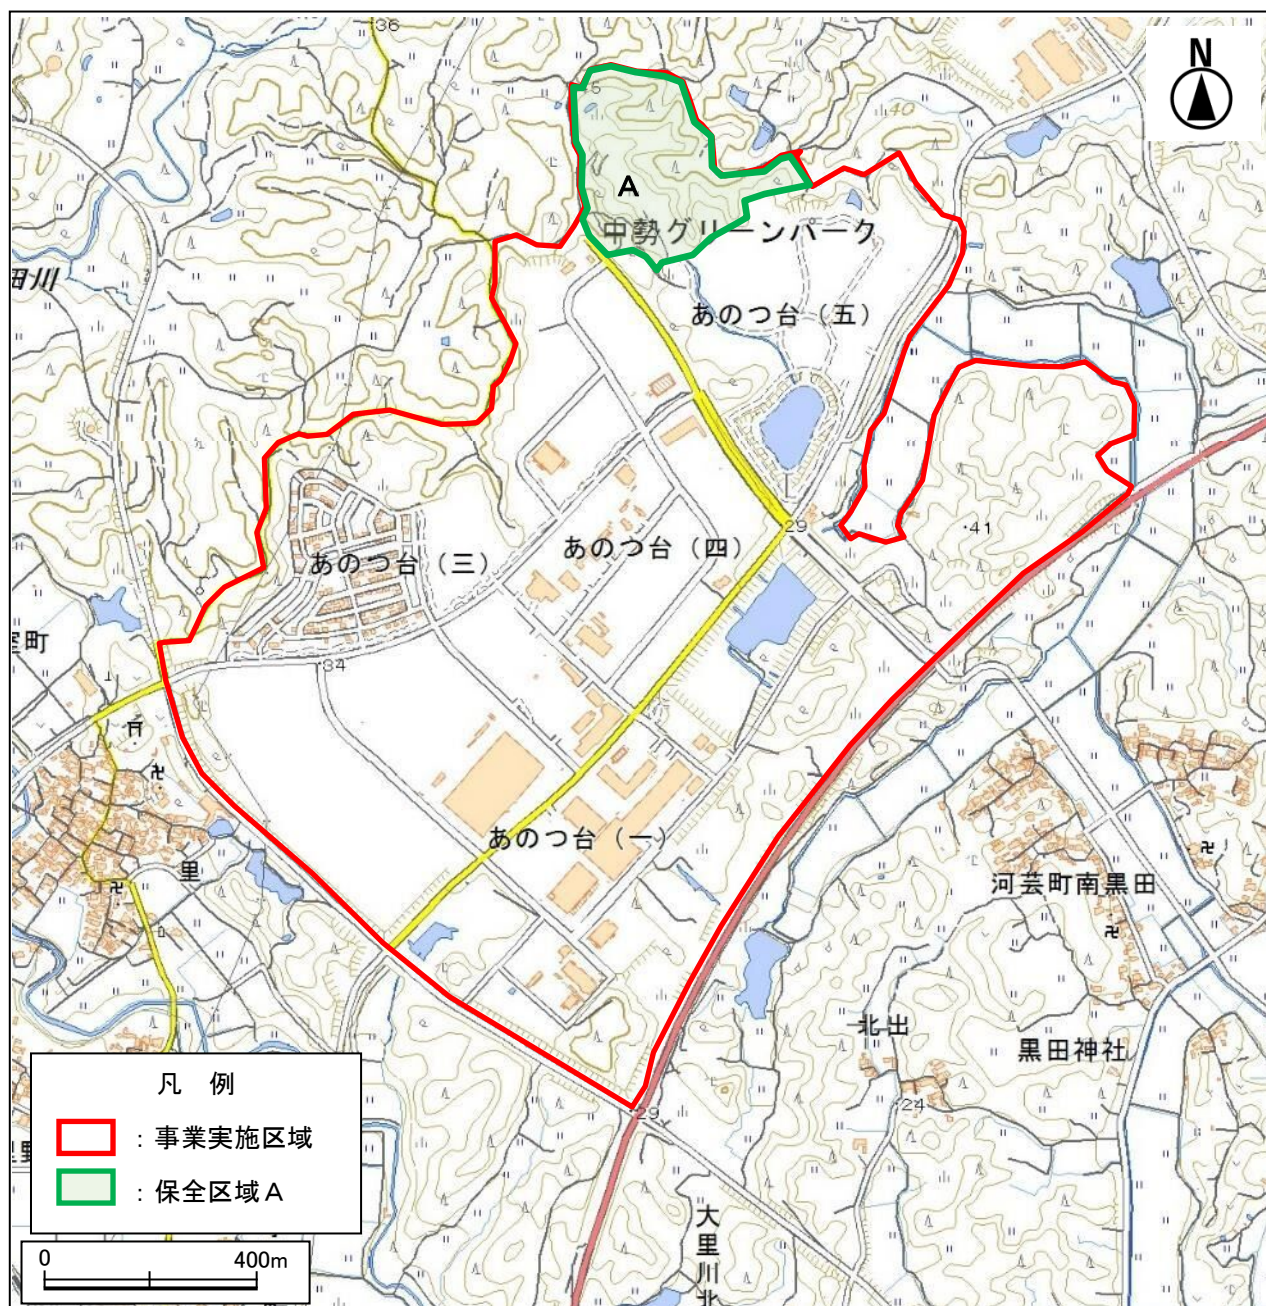 36
N
40
5
A
中勢グリーンパーク
田川
あのつ台（五）
29
41
あのつ台（四）
あのつ台（三）
窪町
34
あのつ台（一）
里
河芸町南黒田
北出
黒田神社
24
29
大里川北
凡 例
：事業実施区域
：保全区域A
0
400m